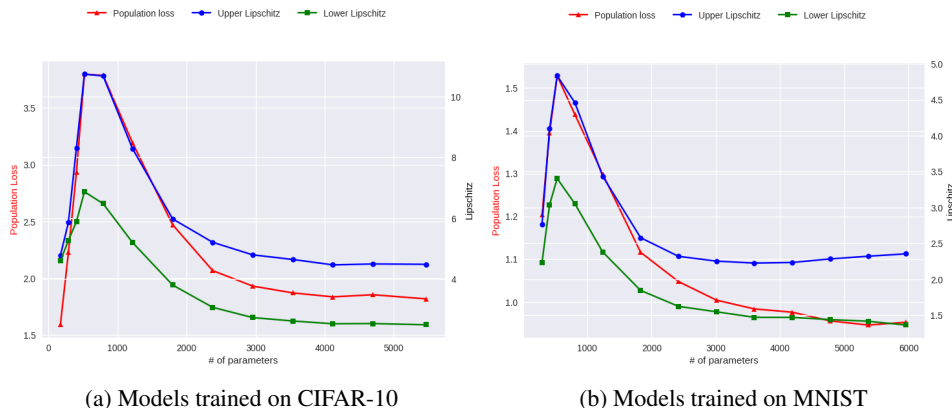 Population loss Upper Lipschitz Lower Lipschitz
3.5
3.0
2.5
2.0
1.5
Population Loss
10
8
6
4
Lipschitz
0 1000 2000 3000 4000 5000
# of parameters
(a) Models trained on CIFAR-10
Population loss Upper Lipschitz Lower Lipschitz
1.5
1.4
1.3
1.2
1.1
1.0
Population Loss
5.0
4.5
4.0
3.5
3.0
2.5
2.0
1.5
Lipschitz
1000 2000 3000 4000 5000 6000
# of parameters
(b) Models trained on MNIST